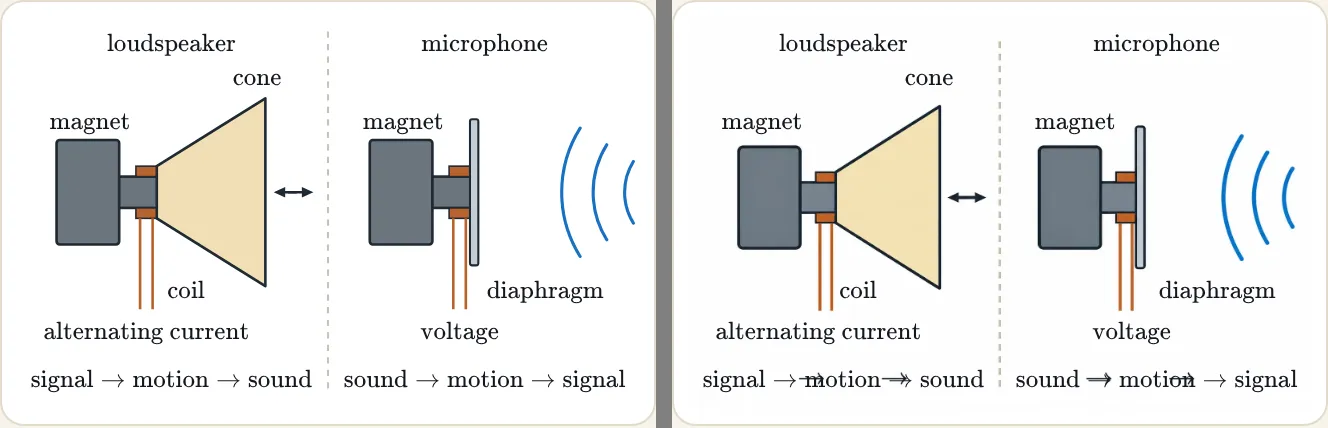 loudspeaker
cone
magnet
coil
alternating current
signal → motion → sound
microphone
magnet
diaphragm
voltage
sound → motion → signal
loudspeaker
cone
magnet
coil
alternating current
signal → motion → sound
microphone
magnet
diaphragm
voltage
sound → motion → signal